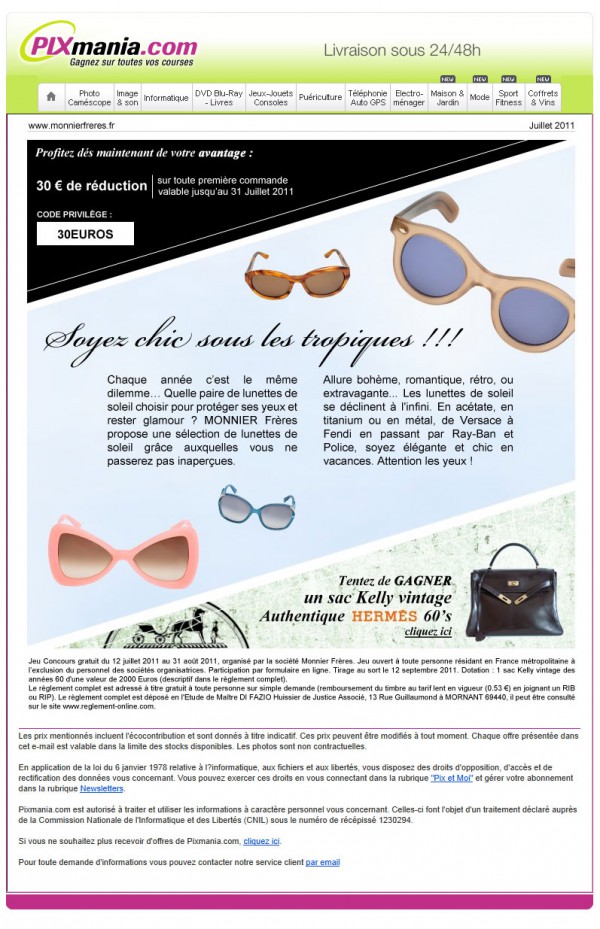 PIXmania.com
Gagnez sur toutes vos courses
Livraison sous 24/48h
Photo Caméscope
Image & son
Informatique
DVD Blu-Ray - Livres
Jeux-Jouets Consoles
Puériculture
Téléphonie Auto GPS
Electro-ménager
NEW
Maison & Jardin
NEW
Mode
NEW
Sport Fitness
NEW
Coffrets & Vins
www.monnierfreres.fr
Juillet 2011
Profitez dés maintenant de votre avantage :
30 € de réduction
sur toute première commande
valable jusqu'au 31 Juillet 2011
CODE PRIVILÈGE :
30EUROS
Soyez chic sous les tropiques !!!
Chaque année c'est le même
dilemme… Quelle paire de lunettes de
soleil choisir pour protéger ses yeux et
rester glamour ? MONNIER Frères
propose une sélection de lunettes de
soleil grâce auxquelles vous ne
passerez pas inaperçues.
Allure bohème, romantique, rétro, ou
extravagante... Les lunettes de soleil
se déclinent à l'infini. En acétate, en
titanium ou en métal, de Versace à
Fendi en passant par Ray-Ban et
Police, soyez élégante et chic en
vacances. Attention les yeux !
Tentez de GAGNER
un sac Kelly vintage
Authentique HERMÈS 60's
cliquez ici
Jeu Concours gratuit du 12 juillet 2011 au 31 août 2011, organisé par la société Monnier Frères. Jeu ouvert à toute personne résidant en France métropolitaine à
l'exclusion du personnel des sociétés organisatrices. Participation par formulaire en ligne. Tirage au sort le 12 septembre 2011. Dotation : 1 sac Kelly vintage des
années 60 d'une valeur de 2000 Euros (descriptif dans le règlement complet).
Le règlement complet est adressé à titre gratuit à toute personne sur simple demande (remboursement du timbre au tarif lent en vigueur (0.53 €) en joignant un RIB
ou RIP). Le règlement complet est déposé en l'Etude de Maître DI FAZIO Huissier de Justice Associé, 13 Rue Guillaumond à MORNANT 69440, il peut être consulté
sur le site www.reglement-online.com.
Les prix mentionnés incluent l'écocontribution et sont donnés à titre indicatif. Ces prix peuvent être modifiés à tout moment. Chaque offre présentée dans
cet e-mail est valable dans la limite des stocks disponibles. Les photos sont non contractuelles.
En application de la loi du 6 janvier 1978 relative à l?informatique, aux fichiers et aux libertés, vous disposez des droits d'opposition, d'accès et de
rectification des données vous concernant. Vous pouvez exercer ces droits en vous connectant dans la rubrique "Pix et Moi" et gérer votre abonnement
dans la rubrique Newsletters.
Pixmania.com est autorisé à traiter et utiliser les informations à caractère personnel vous concernant. Celles-ci font l'objet d'un traitement déclaré auprès
de la Commission Nationale de l'Informatique et des Libertés (CNIL) sous le numéro de récépissé 1230294.
Si vous ne souhaitez plus recevoir d'offres de Pixmania.com, cliquez ici.
Pour toute demande d'informations vous pouvez contacter notre service client par email